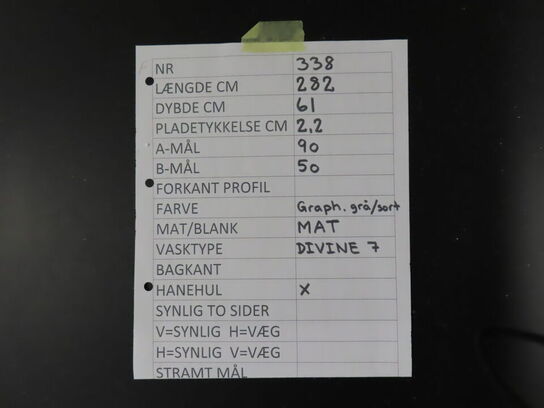 NR 338
LÆNGDE CM 282
DYBDE CM 61
PLADETYKKELSE CM 2,2
A-MÅL 90
B-MÅL 50
FORKANT PROFIL
FARVE Graph. grå/sort
MAT/BLANK MAT
VASKTYPE DIVINE 7
BAGKANT
HANEHUL X
SYNLIG TO SIDER
V=SYNLIG H=VÆG
H=SYNLIG V=VÆG
STRAMT MÅL